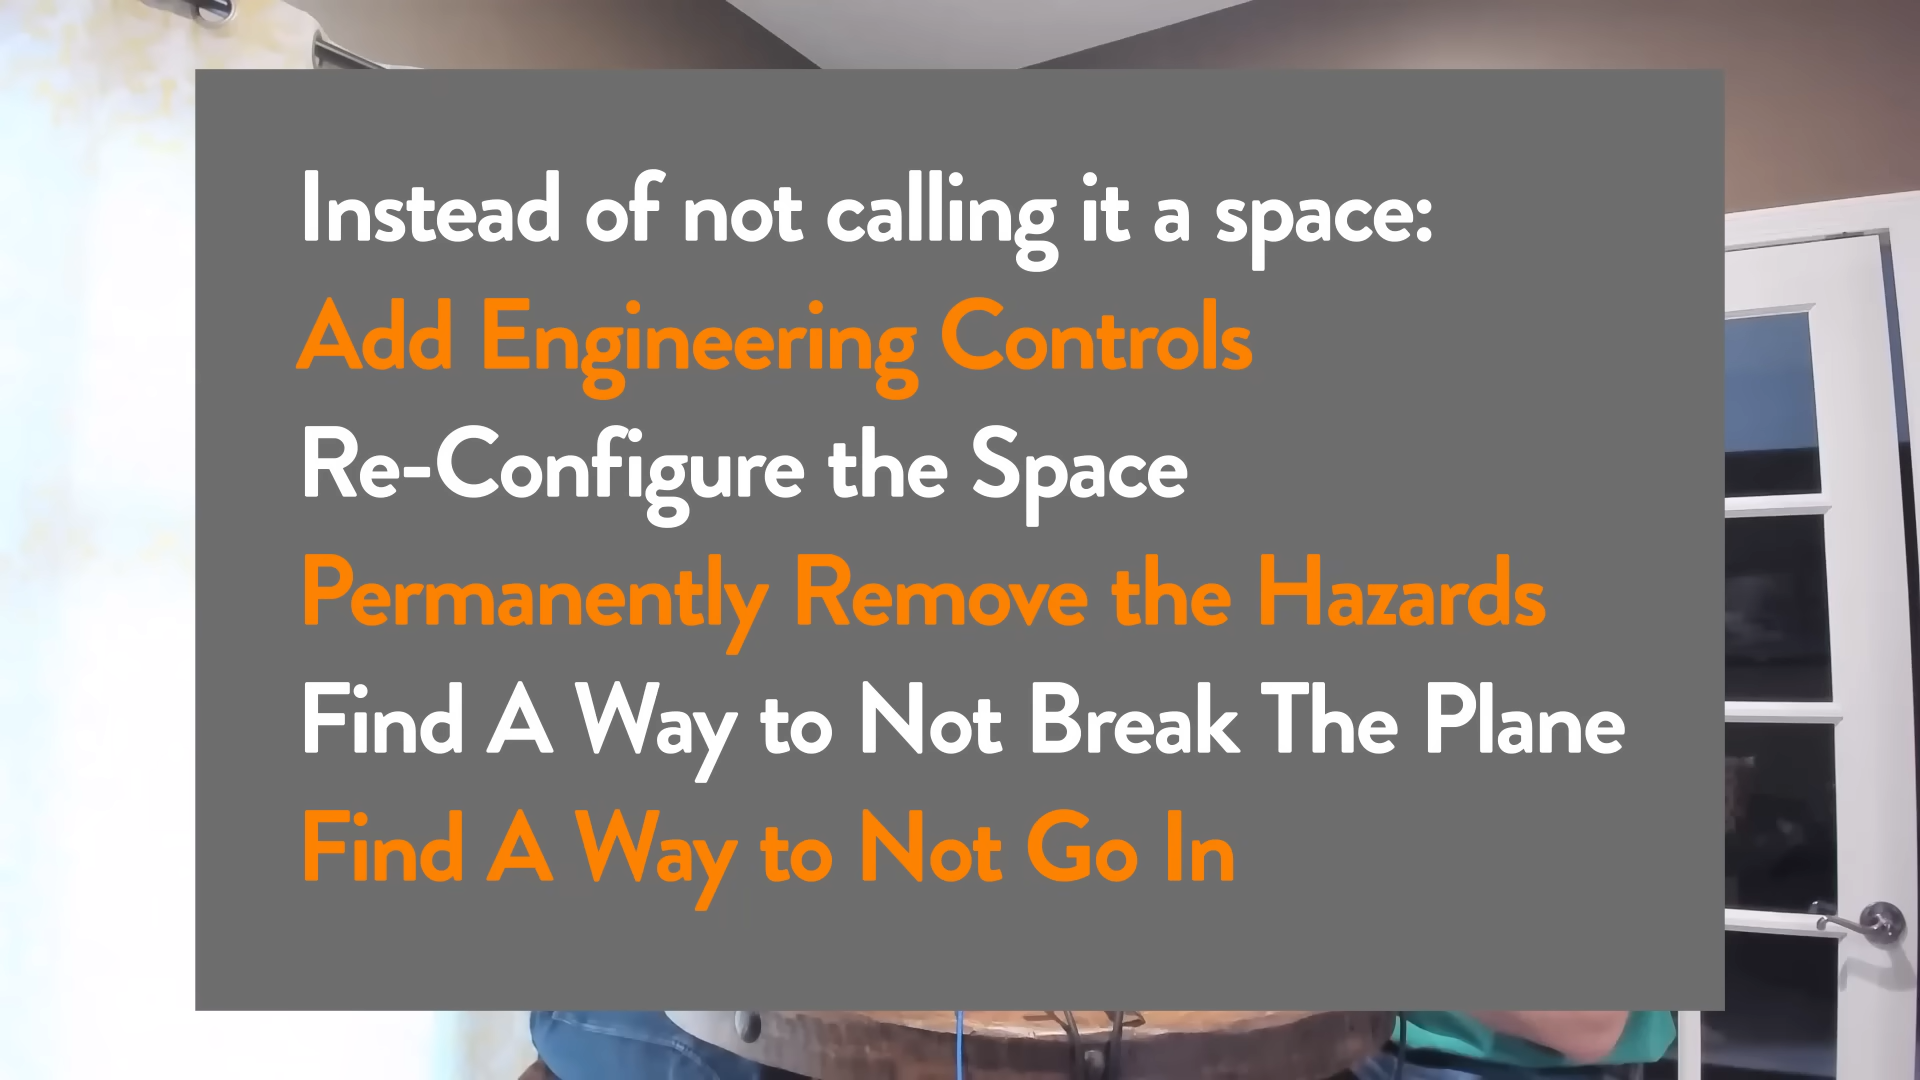 Instead of not calling it a space:
Add Engineering Controls
Re-Configure the Space
Permanently Remove the Hazards
Find A Way to Not Break The Plane
Find A Way to Not Go In